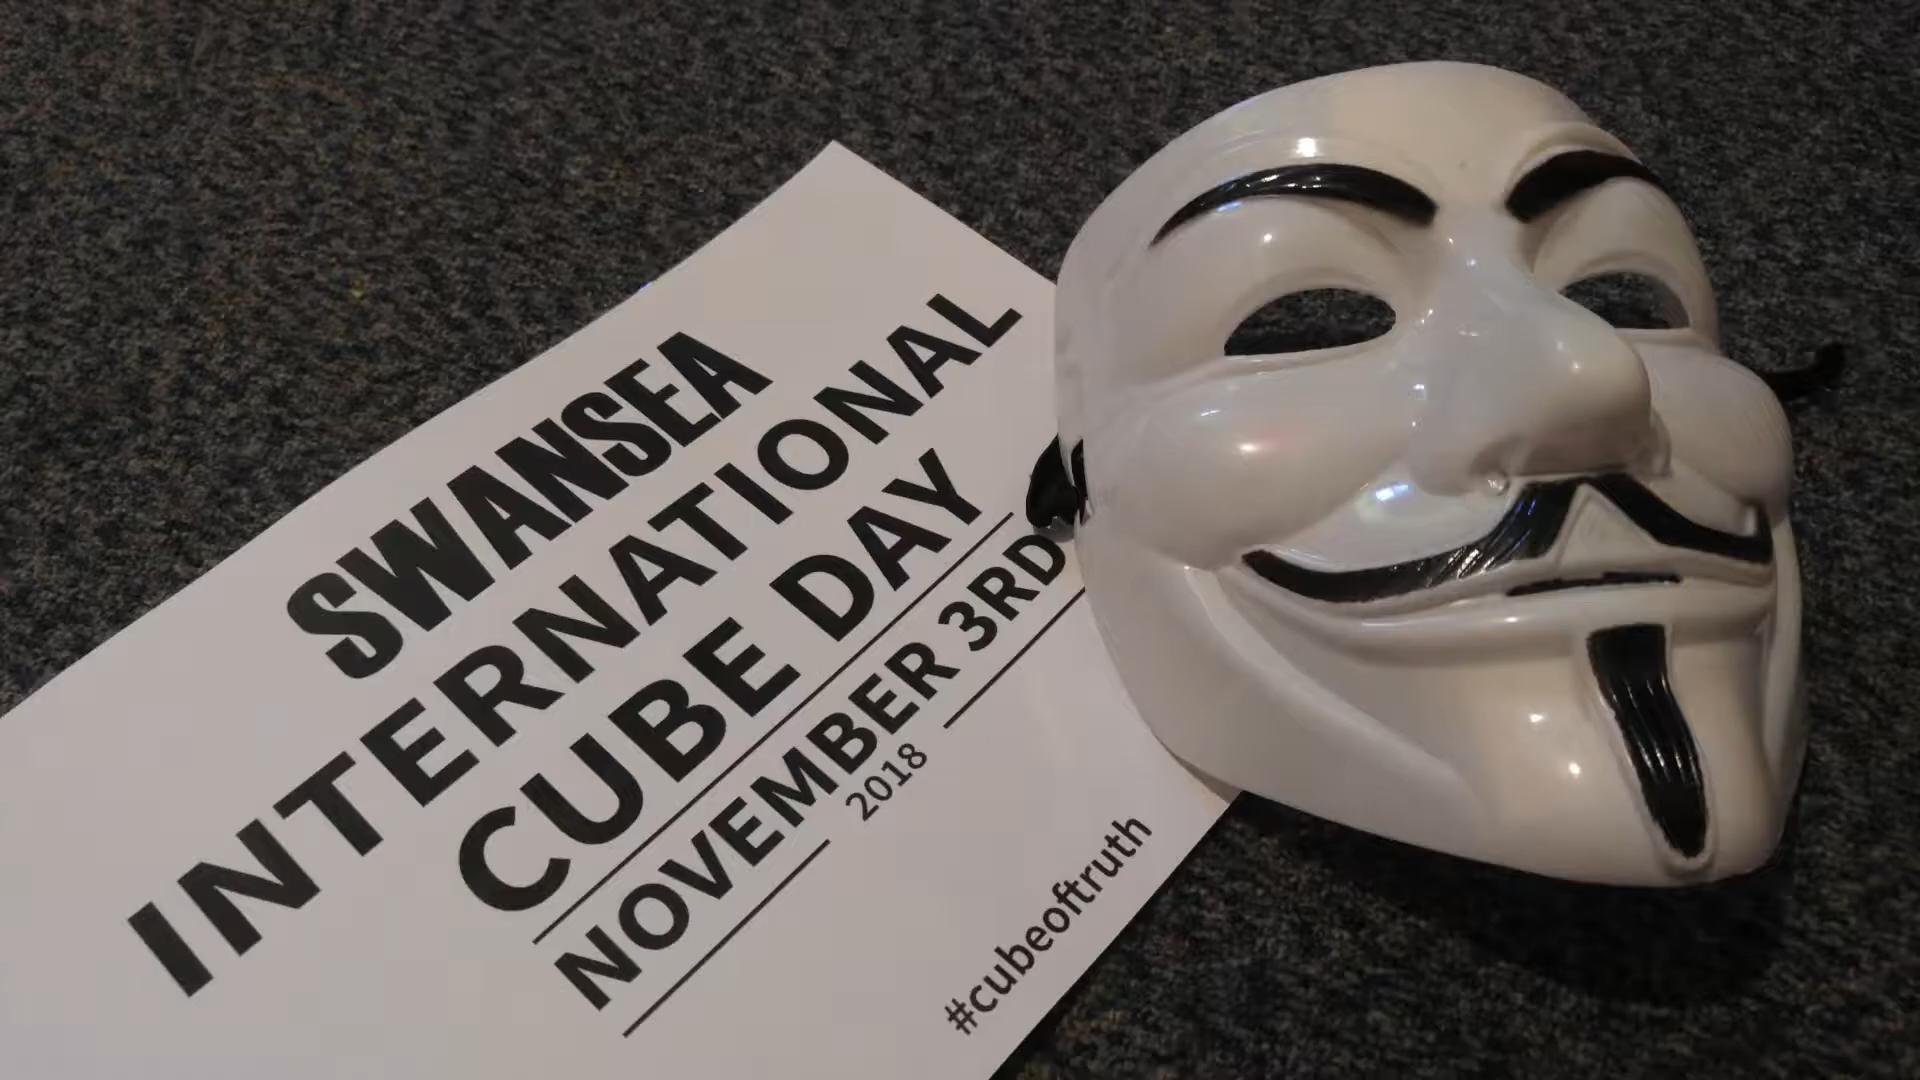 SWANSEA
INTERNATIONAL
CUBE DAY
NOVEMBER 3RD
2018
#cubeoftruth